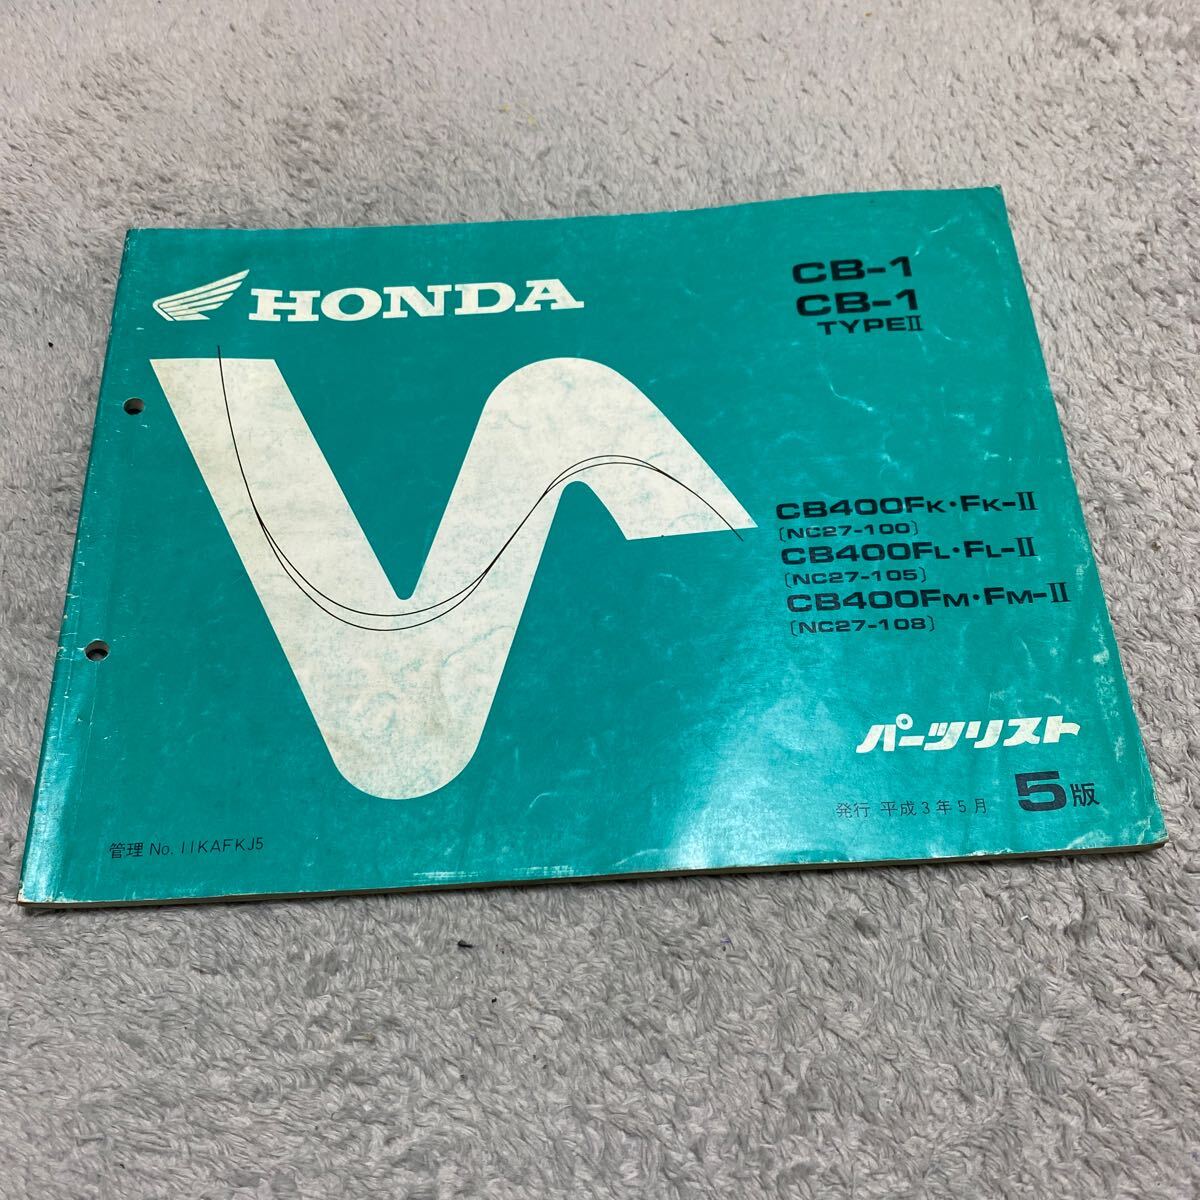 HONDA
CB-1
CB-1
TYPEⅡ
CB400FK・FK-Ⅱ
〔NC27-100〕
CB400FL・FL-Ⅱ
〔NC27-105〕
CB400FM・FM-Ⅱ
〔NC27-108〕
パーツリスト
発行 平成3年5月 5版
管理 No. 11KAFKJ5